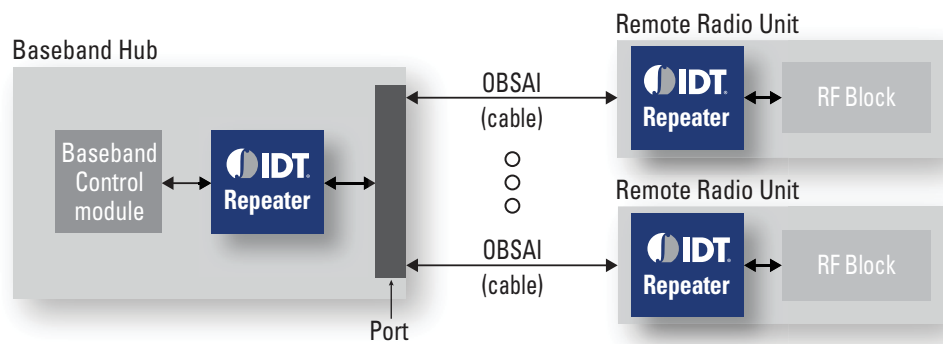 Baseband Hub
Baseband
Control
module
IDT.
Repeater
Port
OBSAI
(cable)
OBSAI
(cable)
Remote Radio Unit
IDT.
Repeater
RF Block
Remote Radio Unit
IDT.
Repeater
RF Block